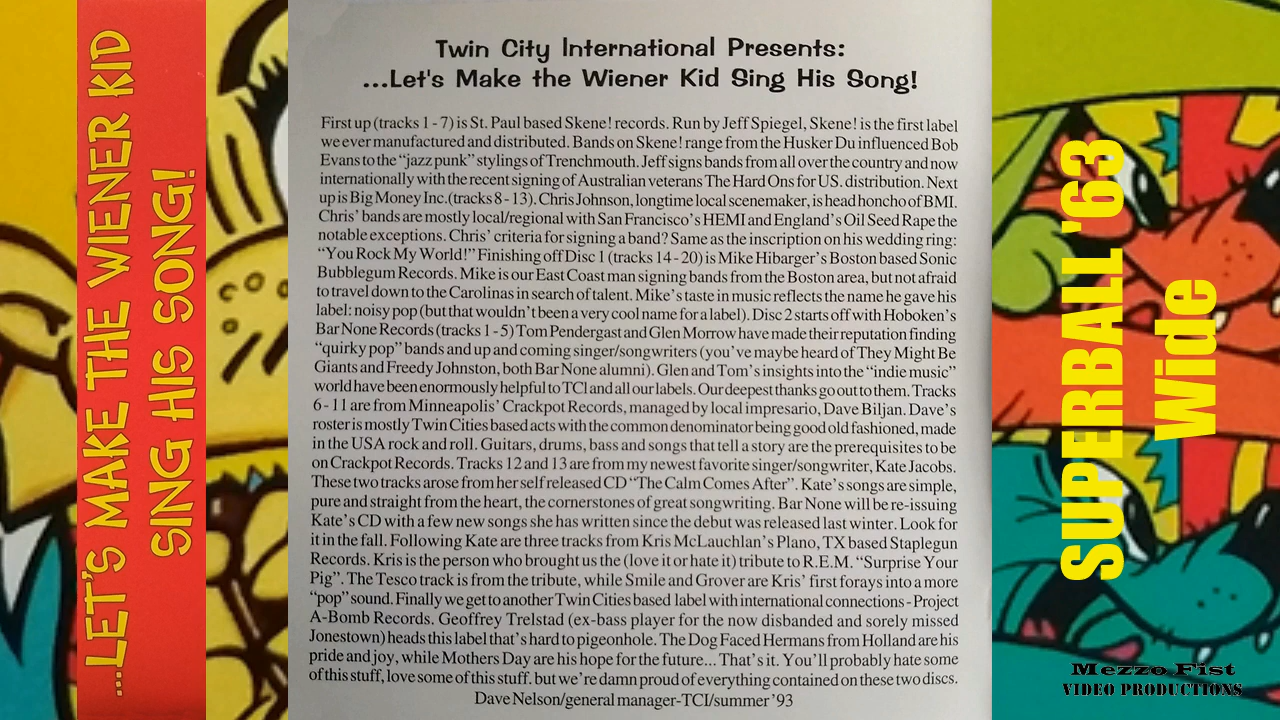 ...LET'S MAKE THE WIENER KID
SING HIS SONG!
Twin City International Presents:
...Let's Make the Wiener Kid Sing His Song!
First up (tracks 1 - 7) is St. Paul based Skene! records. Run by Jeff Spiegel, Skene! is the first label
we ever manufactured and distributed. Bands on Skene! range from the Husker Du influenced Bob
Evans to the “jazz punk” stylings of Trenchmouth. Jeff signs bands from all over the country and now
internationally with the recent signing of Australian veterans The Hard Ons for US. distribution. Next
up is Big Money Inc.(tracks 8 - 13). Chris Johnson, longtime local scenemaker, is head honcho of BMI.
Chris’ bands are mostly local/regional with San Francisco’s HEMI and England’s Oil Seed Rape the
notable exceptions. Chris’ criteria for signing a band? Same as the inscription on his wedding ring:
“You Rock My World!” Finishing off Disc 1 (tracks 14 - 20) is Mike Hibarger’s Boston based Sonic
Bubblegum Records. Mike is our East Coast man signing bands from the Boston area, but not afraid
to travel down to the Carolinas in search of talent. Mike’s taste in music reflects the name he gave his
label: noisy pop (but that wouldn’t been a very cool name for a label). Disc 2 starts off with Hoboken’s
Bar None Records (tracks 1 - 5) Tom Pendergast and Glen Morrow have made their reputation finding
“quirky pop” bands and up and coming singer/songwriters (you’ve maybe heard of They Might Be
Giants and Freedy Johnston, both Bar None alumni). Glen and Tom’s insights into the “indie music”
world have been enormously helpful to TCI and all our labels. Our deepest thanks go out to them. Tracks
6 - 11 are from Minneapolis’ Crackpot Records, managed by local impresario, Dave Biljan. Dave’s
roster is mostly Twin Cities based acts with the common denominator being good old fashioned, made
in the USA rock and roll. Guitars, drums, bass and songs that tell a story are the prerequisites to be
on Crackpot Records. Tracks 12 and 13 are from my newest favorite singer/songwriter, Kate Jacobs.
These two tracks arose from her self released CD “The Calm Comes After”. Kate’s songs are simple,
pure and straight from the heart, the cornerstones of great songwriting. Bar None will be re-issuing
Kate’s CD with a few new songs she has written since the debut was released last winter. Look for
it in the fall. Following Kate are three tracks from Kris McLauchlan’s Plano, TX based Staplegun
Records. Kris is the person who brought us the (love it or hate it) tribute to R.E.M. “Surprise Your
Pig”. The Tesco track is from the tribute, while Smile and Grover are Kris’ first forays into a more
“pop” sound. Finally we get to another Twin Cities based label with international connections - Project
A-Bomb Records. Geoffrey Trelstad (ex-bass player for the now disbanded and sorely missed
Jonestown) heads this label that’s hard to pigeonhole. The Dog Faced Hermans from Holland are his
pride and joy, while Mothers Day are his hope for the future... That’s it. You’ll probably hate some
of this stuff, love some of this stuff. but we’re damn proud of everything contained on these two discs.
Dave Nelson/general manager-TCI/summer ’93
SUPERBALL '63
Wide
Mezzo Fist
VIDEO PRODUCTIONS